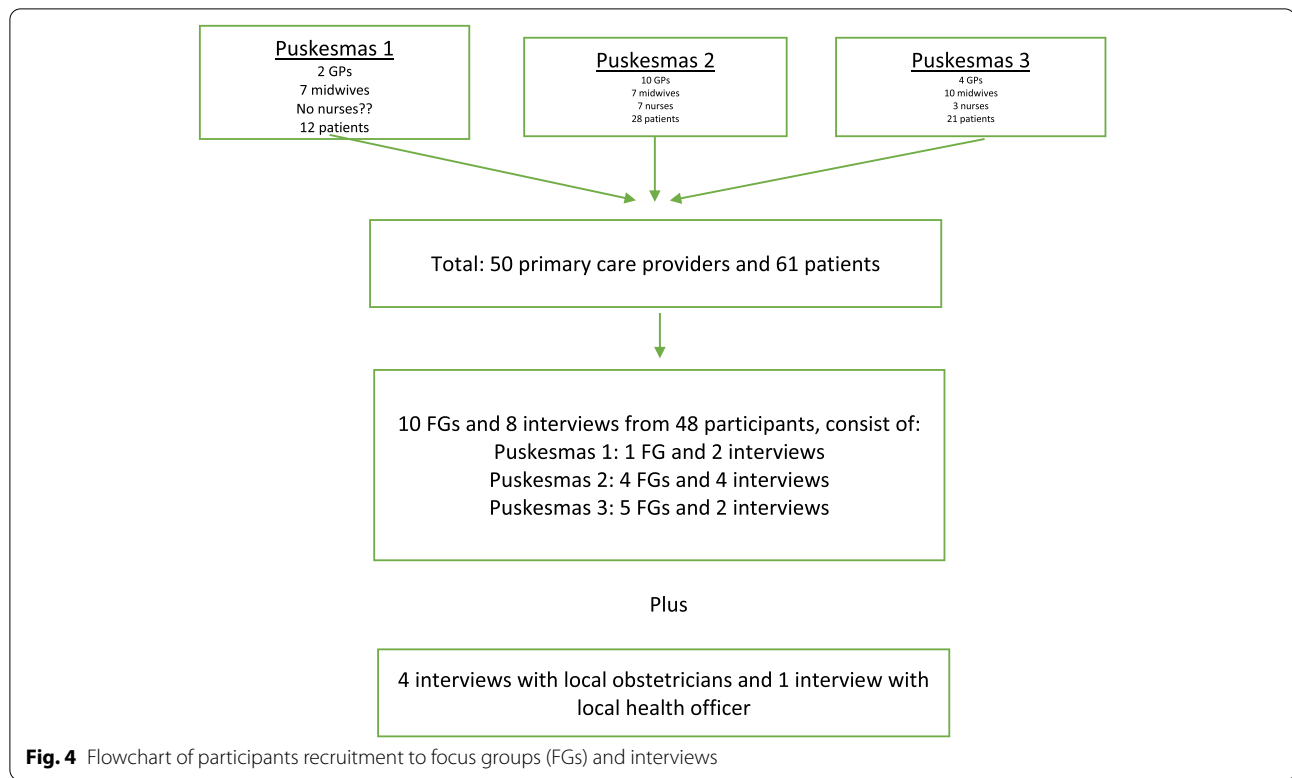 Puskesmas 1
2 GPs
7 midwives
No nurses??
12 patients
Puskesmas 2
10 GPs
7 midwives
7 nurses
28 patients
Puskesmas 3
4 GPs
10 midwives
3 nurses
21 patients
Total: 50 primary care providers and 61 patients
10 FGs and 8 interviews from 48 participants, consist of:
Puskesmas 1: 1 FG and 2 interviews
Puskesmas 2: 4 FGs and 4 interviews
Puskesmas 3: 5 FGs and 2 interviews
Plus
4 interviews with local obstetricians and 1 interview with
local health officer
Fig. 4 Flowchart of participants recruitment to focus groups (FGs) and interviews